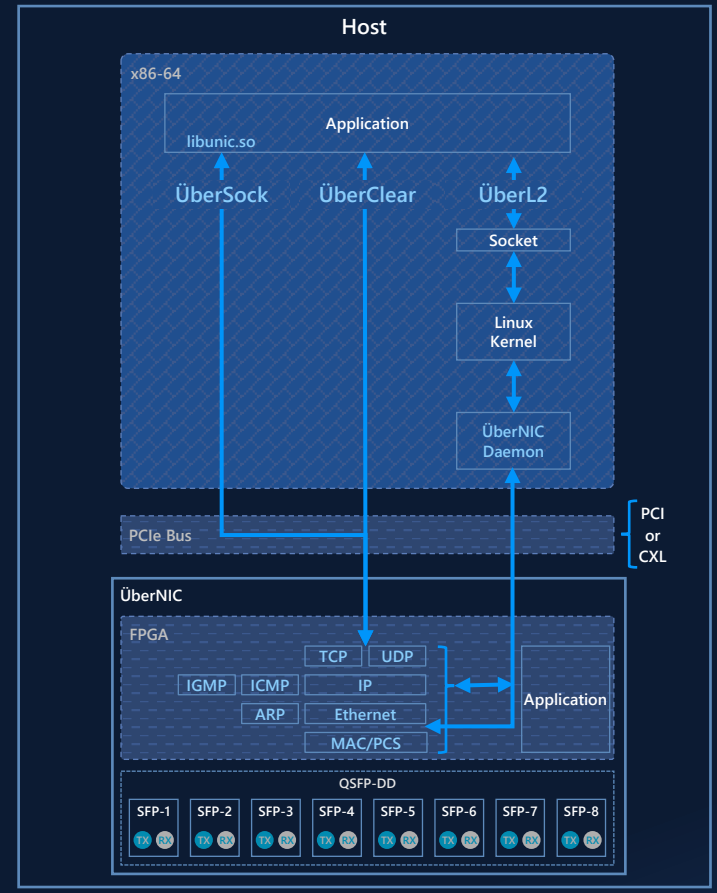 Host
x86-64
Application
libunic.so
ÜberSock
ÜberClear
ÜberL2
Socket
Linux
Kernel
ÜberNIC
Daemon
PCIe Bus
PCI
or
CXL
ÜberNIC
FPGA
TCP UDP
IGMP ICMP IP
ARP Ethernet
MAC/PCS
Application
QSFP-DD
SFP-1 SFP-2 SFP-3 SFP-4 SFP-5 SFP-6 SFP-7 SFP-8
TX RX TX RX TX RX TX RX TX RX TX RX TX RX TX RX